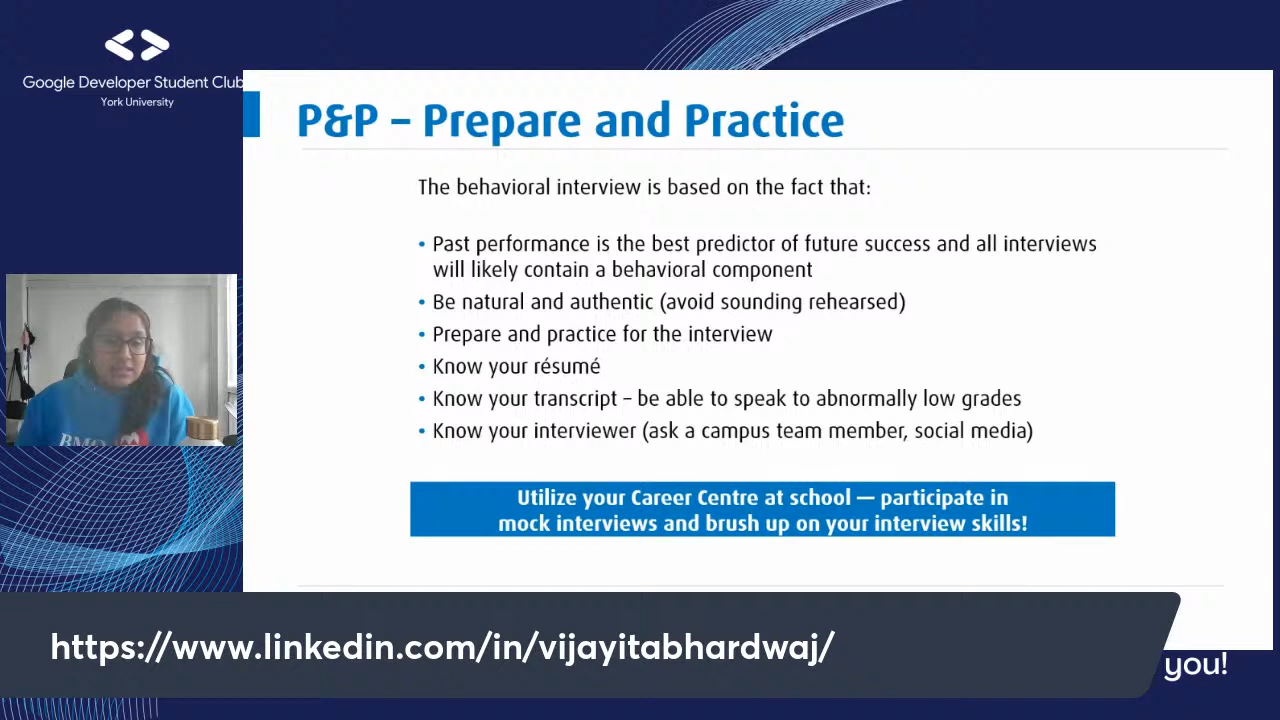 Google Developer Student Club
York University
P&P – Prepare and Practice
The behavioral interview is based on the fact that:
• Past performance is the best predictor of future success and all interviews
will likely contain a behavioral component
• Be natural and authentic (avoid sounding rehearsed)
• Prepare and practice for the interview
• Know your résumé
• Know your transcript – be able to speak to abnormally low grades
• Know your interviewer (ask a campus team member, social media)
Utilize your Career Centre at school — participate in
mock interviews and brush up on your interview skills!
BMO
https://www.linkedin.com/in/vijayitabhardwaj/
you!